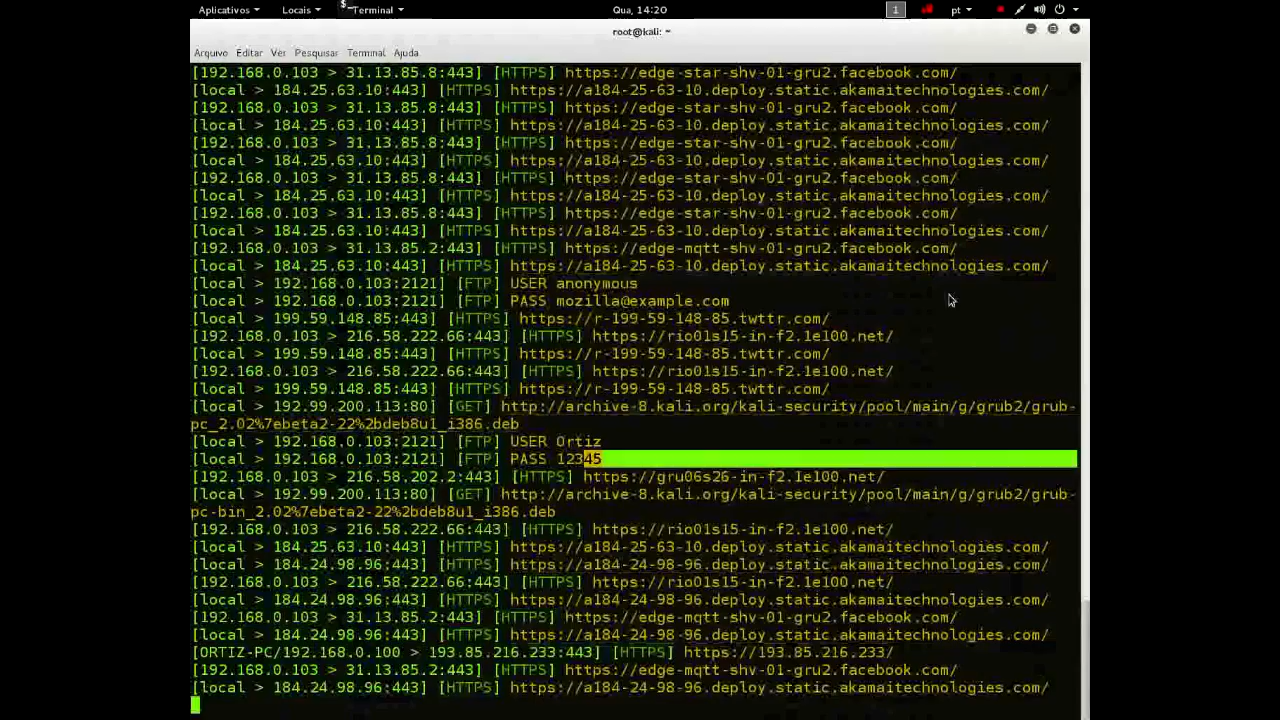 Aplicativos Locais Terminal Qua, 14:20 1 pt
root@kali: ~
Arquivo Editar Ver Pesquisar Terminal Ajuda
[192.168.0.103 > 31.13.85.8:443] [HTTPS] https://edge-star-shv-01-gru2.facebook.com/
[local > 184.25.63.10:443] [HTTPS] https://a184-25-63-10.deploy.static.akamaitechnologies.com/
[192.168.0.103 > 31.13.85.8:443] [HTTPS] https://edge-star-shv-01-gru2.facebook.com/
[local > 184.25.63.10:443] [HTTPS] https://a184-25-63-10.deploy.static.akamaitechnologies.com/
[192.168.0.103 > 31.13.85.8:443] [HTTPS] https://edge-star-shv-01-gru2.facebook.com/
[local > 184.25.63.10:443] [HTTPS] https://a184-25-63-10.deploy.static.akamaitechnologies.com/
[192.168.0.103 > 31.13.85.8:443] [HTTPS] https://edge-star-shv-01-gru2.facebook.com/
[local > 184.25.63.10:443] [HTTPS] https://a184-25-63-10.deploy.static.akamaitechnologies.com/
[192.168.0.103 > 31.13.85.8:443] [HTTPS] https://edge-star-shv-01-gru2.facebook.com/
[local > 184.25.63.10:443] [HTTPS] https://a184-25-63-10.deploy.static.akamaitechnologies.com/
[192.168.0.103 > 31.13.85.2:443] [HTTPS] https://edge-mqtt-shv-01-gru2.facebook.com/
[local > 184.25.63.10:443] [HTTPS] https://a184-25-63-10.deploy.static.akamaitechnologies.com/
[local > 192.168.0.103:2121] [FTP] USER anonymous
[local > 192.168.0.103:2121] [FTP] PASS mozilla@example.com
[local > 199.59.148.85:443] [HTTPS] https://r-199-59-148-85.twttr.com/
[local > 216.58.222.66:443] [HTTPS] https://rio01s15-in-f2.1e100.net/
[local > 199.59.148.85:443] [HTTPS] https://r-199-59-148-85.twttr.com/
[local > 216.58.222.66:443] [HTTPS] https://rio01s15-in-f2.1e100.net/
[local > 199.59.148.85:443] [HTTPS] https://r-199-59-148-85.twttr.com/
[local > 192.99.200.113:80] [GET] http://archive-8.kali.org/kali-security/pool/main/g/grub2/grub-
pc_2.02%7ebeta2-22%2bdeb8u1_i386.deb
[local > 192.168.0.103:2121] [FTP] USER Ortiz
[local > 192.168.0.103:2121] [FTP] PASS 12345
[local > 216.58.202.2:443] [HTTPS] https://gru06s26-in-f2.1e100.net/
[local > 192.99.200.113:80] [GET] http://archive-8.kali.org/kali-security/pool/main/g/grub2/grub-
pc-bin_2.02%7ebeta2-22%2bdeb8u1_i386.deb
[192.168.0.103 > 216.58.222.66:443] [HTTPS] https://rio01s15-in-f2.1e100.net/
[local > 184.25.63.10:443] [HTTPS] https://a184-25-63-10.deploy.static.akamaitechnologies.com/
[local > 184.24.98.96:443] [HTTPS] https://a184-24-98-96.deploy.static.akamaitechnologies.com/
[192.168.0.103 > 216.58.222.66:443] [HTTPS] https://rio01s15-in-f2.1e100.net/
[local > 184.24.98.96:443] [HTTPS] https://a184-24-98-96.deploy.static.akamaitechnologies.com/
[192.168.0.103 > 31.13.85.2:443] [HTTPS] https://edge-mqtt-shv-01-gru2.facebook.com/
[local > 184.24.98.96:443] [HTTPS] https://a184-24-98-96.deploy.static.akamaitechnologies.com/
[ORTIZ-PC/192.168.0.100 > 193.85.216.233:443] [HTTPS] https://193.85.216.233/
[192.168.0.103 > 31.13.85.2:443] [HTTPS] https://edge-mqtt-shv-01-gru2.facebook.com/
[local > 184.24.98.96:443] [HTTPS] https://a184-24-98-96.deploy.static.akamaitechnologies.com/